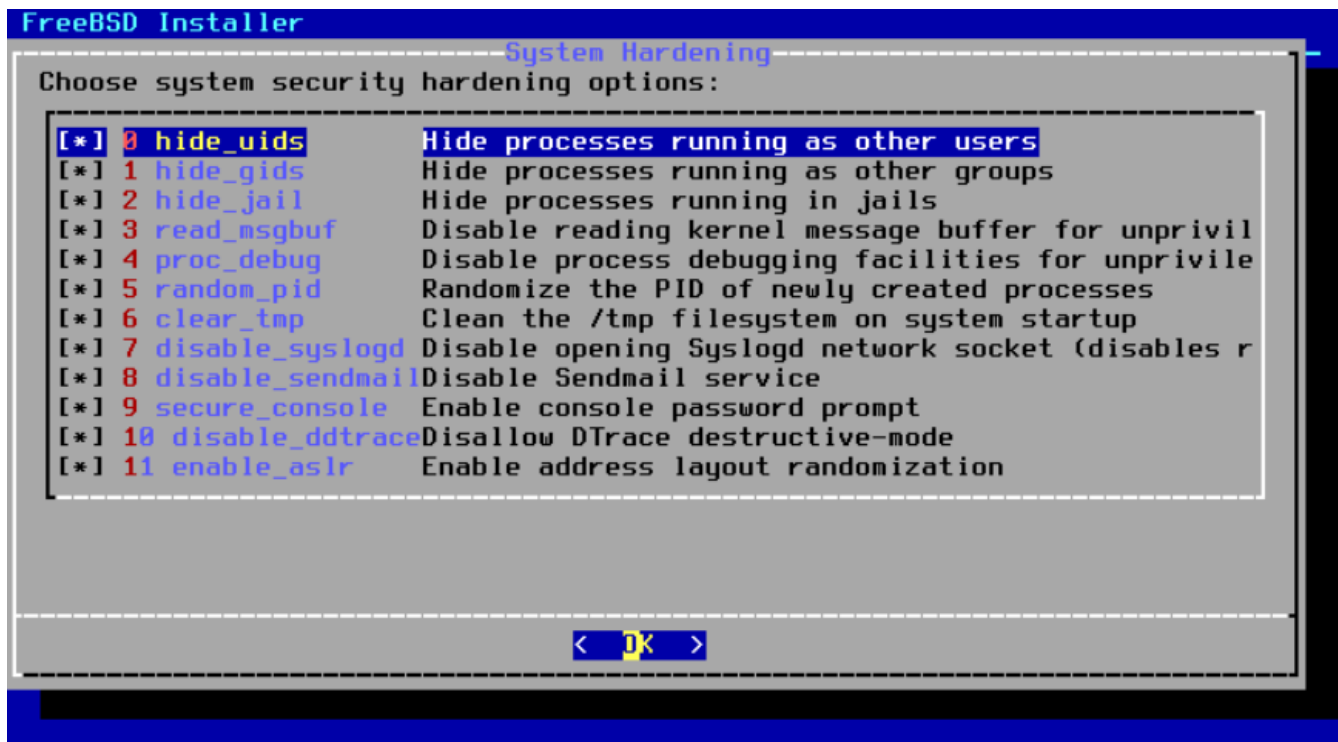 FreeBSD Installer
System Hardening
Choose system security hardening options:
[*] 0 hide_uids Hide processes running as other users
[*] 1 hide_gids Hide processes running as other groups
[*] 2 hide_jail Hide processes running in jails
[*] 3 read_msgbuf Disable reading kernel message buffer for unprivil
[*] 4 proc_debug Disable process debugging facilities for unprivile
[*] 5 random_pid Randomize the PID of newly created processes
[*] 6 clear_tmp Clean the /tmp filesystem on system startup
[*] 7 disable_syslogd Disable opening Syslogd network socket (disables r
[*] 8 disable_sendmailDisable Sendmail service
[*] 9 secure_console Enable console password prompt
[*] 10 disable_ddtraceDisallow DTrace destructive-mode
[*] 11 enable_aslr Enable address layout randomization
< OK >